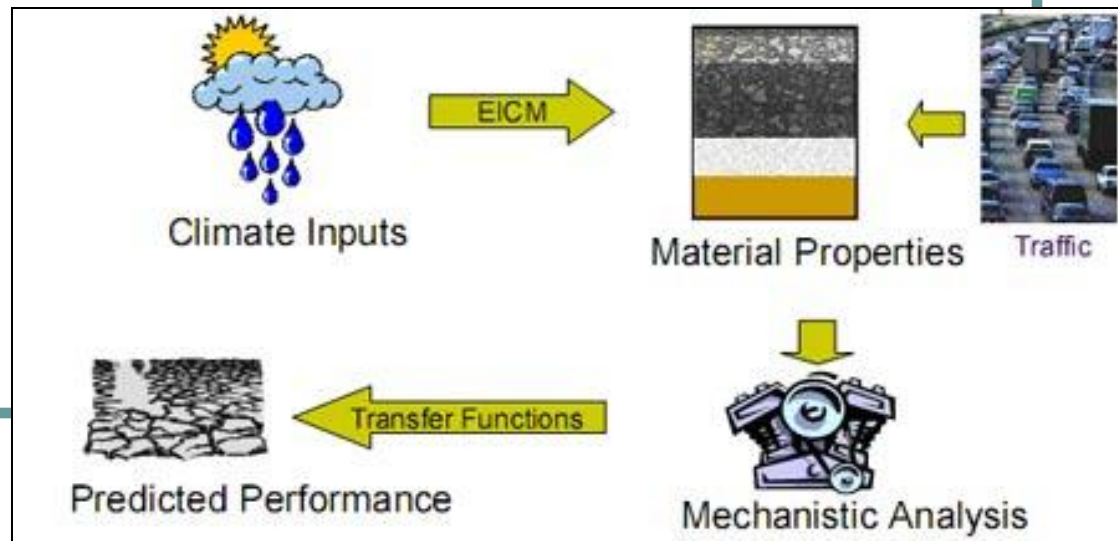 EICM
Climate Inputs
Material Properties
Traffic
Transfer Functions
Predicted Performance
Mechanistic Analysis